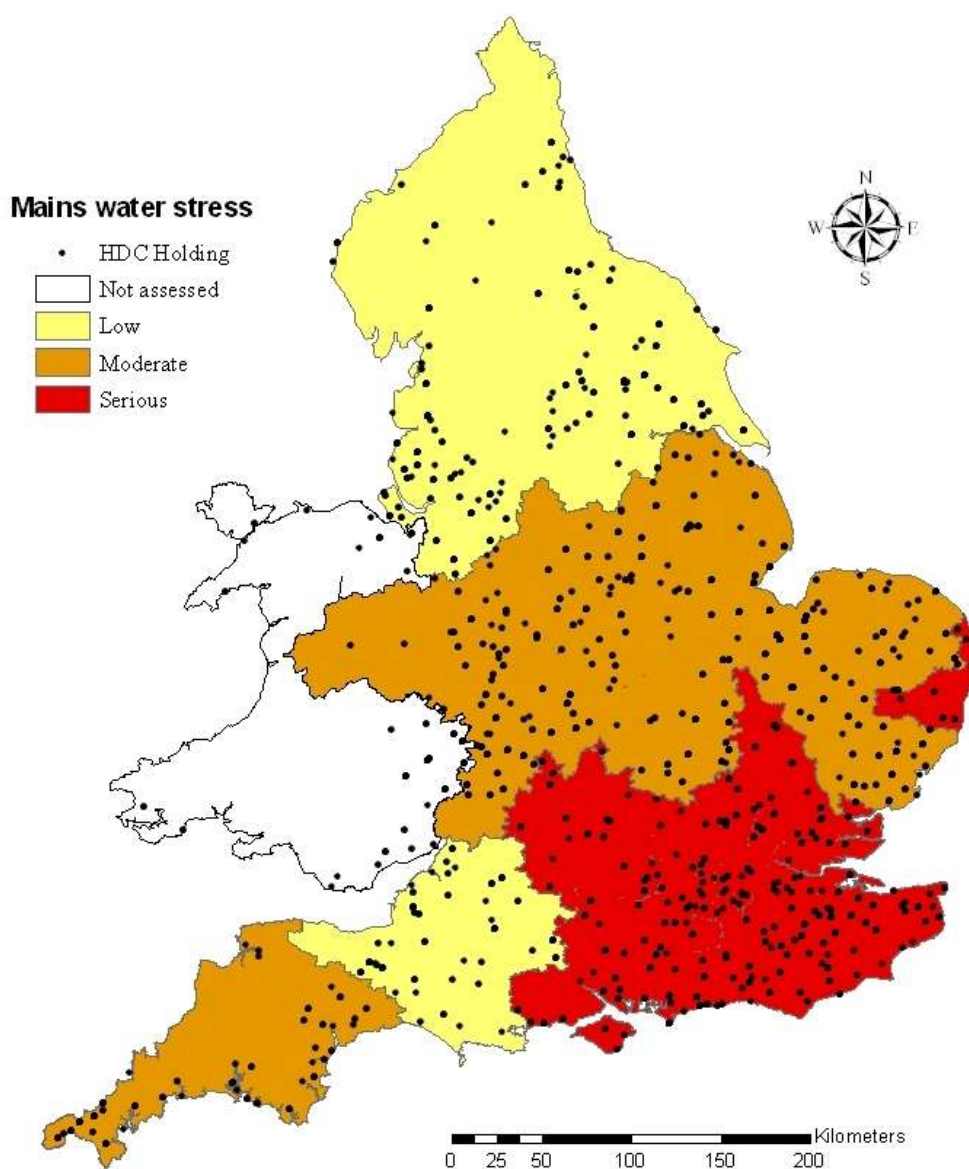 Mains water stress
HDC Holding
Not assessed
Low
Moderate
Serious
N
W E
S
Kilometers
0 25 50 100 150 200